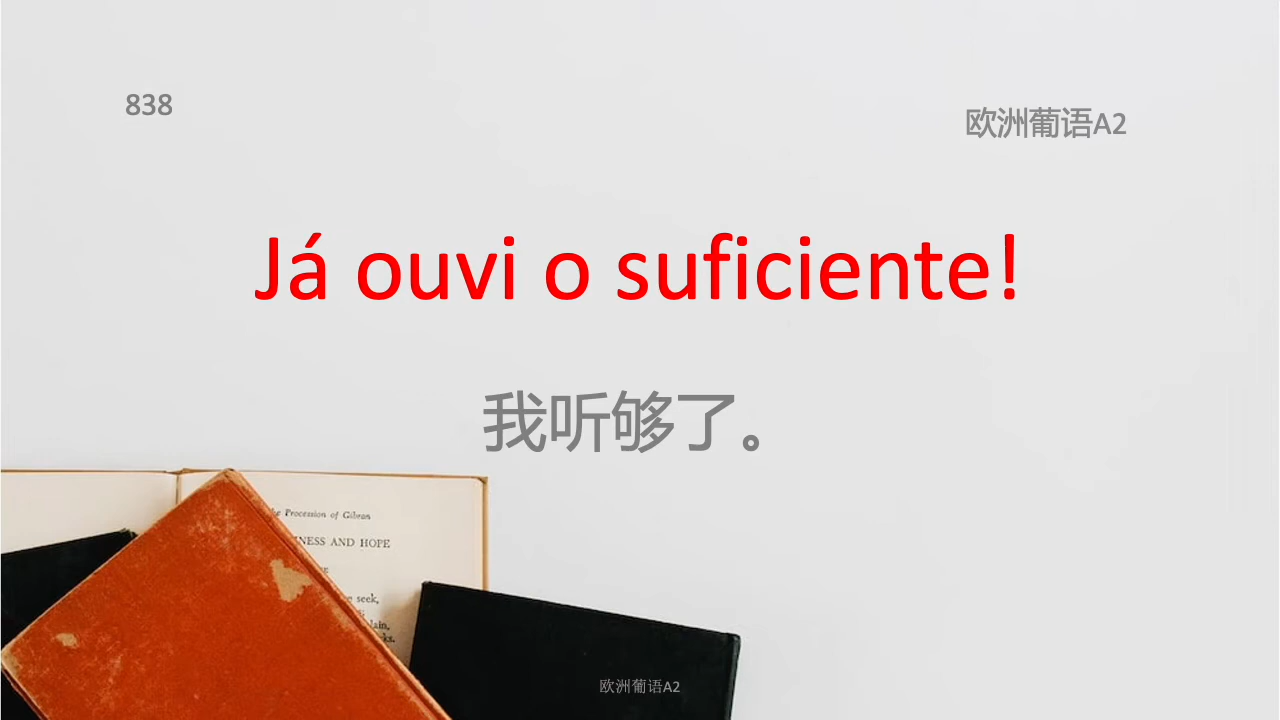 838
欧洲葡语A2
Já ouvi o suficiente!
我听够了。
Procession of Gibran
AND HOPE
seek,
欧洲葡语A2